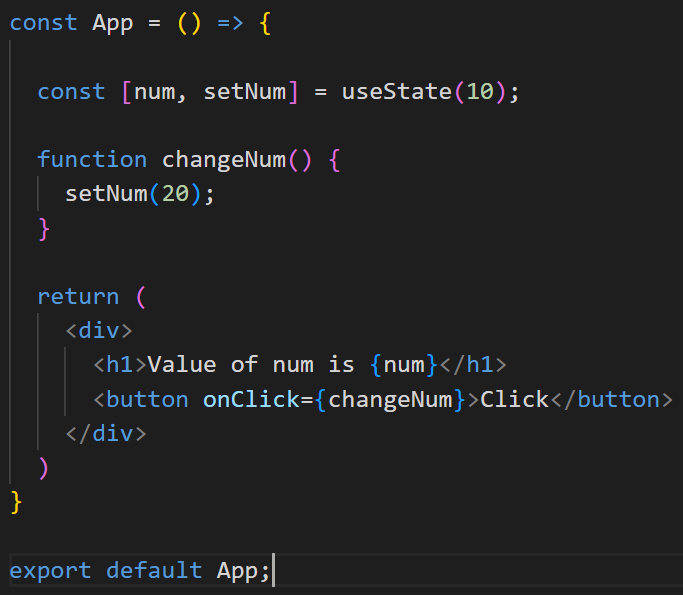 const App = () => {
const [num, setNum] = useState(10);
function changeNum() {
setNum(20);
}
return (
<div>
<h1>Value of num is {num}</h1>
<button onClick={changeNum}>Click</button>
</div>
)
}
export default App;